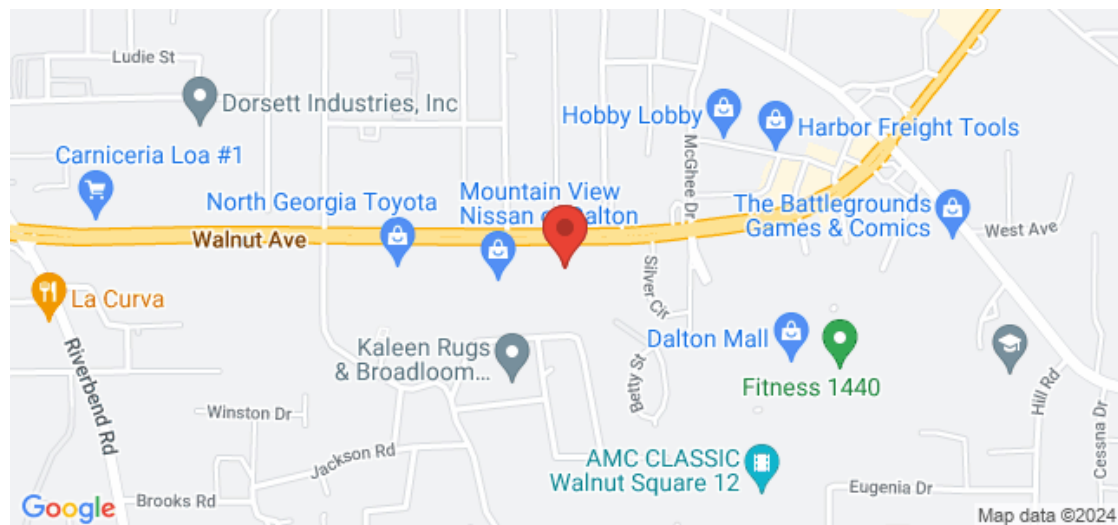 Ludie St
Dorsett Industries, Inc
Hobby Lobby
Harbor Freight Tools
McGhee Dr
Carniceria Loa #1
North Georgia Toyota
Mountain View
Nissan of Dalton
The Battlegrounds
Games & Comics
West Ave
Walnut Ave
Silver Cir
La Curva
Riverbend Rd
Kaleen Rugs
& Broadloom...
Betty St
Dalton Mall
Fitness 1440
Hill Rd
Cessna Dr
Winston Dr
Jackson Rd
AMC CLASSIC
Walnut Square 12
Eugenia Dr
Brooks Rd
Google
Map data ©2024